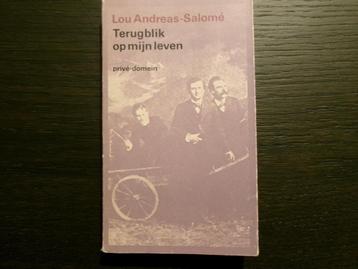 Lou Andreas-Salomé
Terugblik
op mijn leven
privé-domein